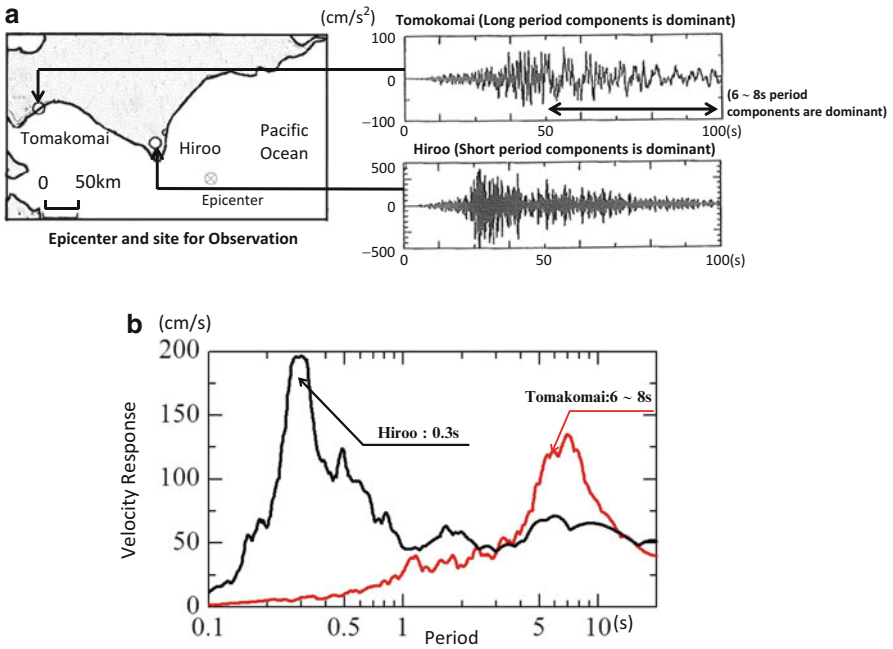 a
(cm/s²)
Tomokomai (Long period components is dominant)
100
0
−100
0
50
100(s)
(6 ~ 8s period
components are dominant)
Hiroo (Short period components is dominant)
500
0
−500
0
50
100(s)
Tomakomai
Hiroo
Pacific
Ocean
0
50km
Epicenter
Epicenter and site for Observation
b
(cm/s)
200
150
100
50
0
Velocity Response
Hiroo : 0.3s
Tomakomai:6 ~ 8s
0.1
0.5
1
5
10(s)
Period